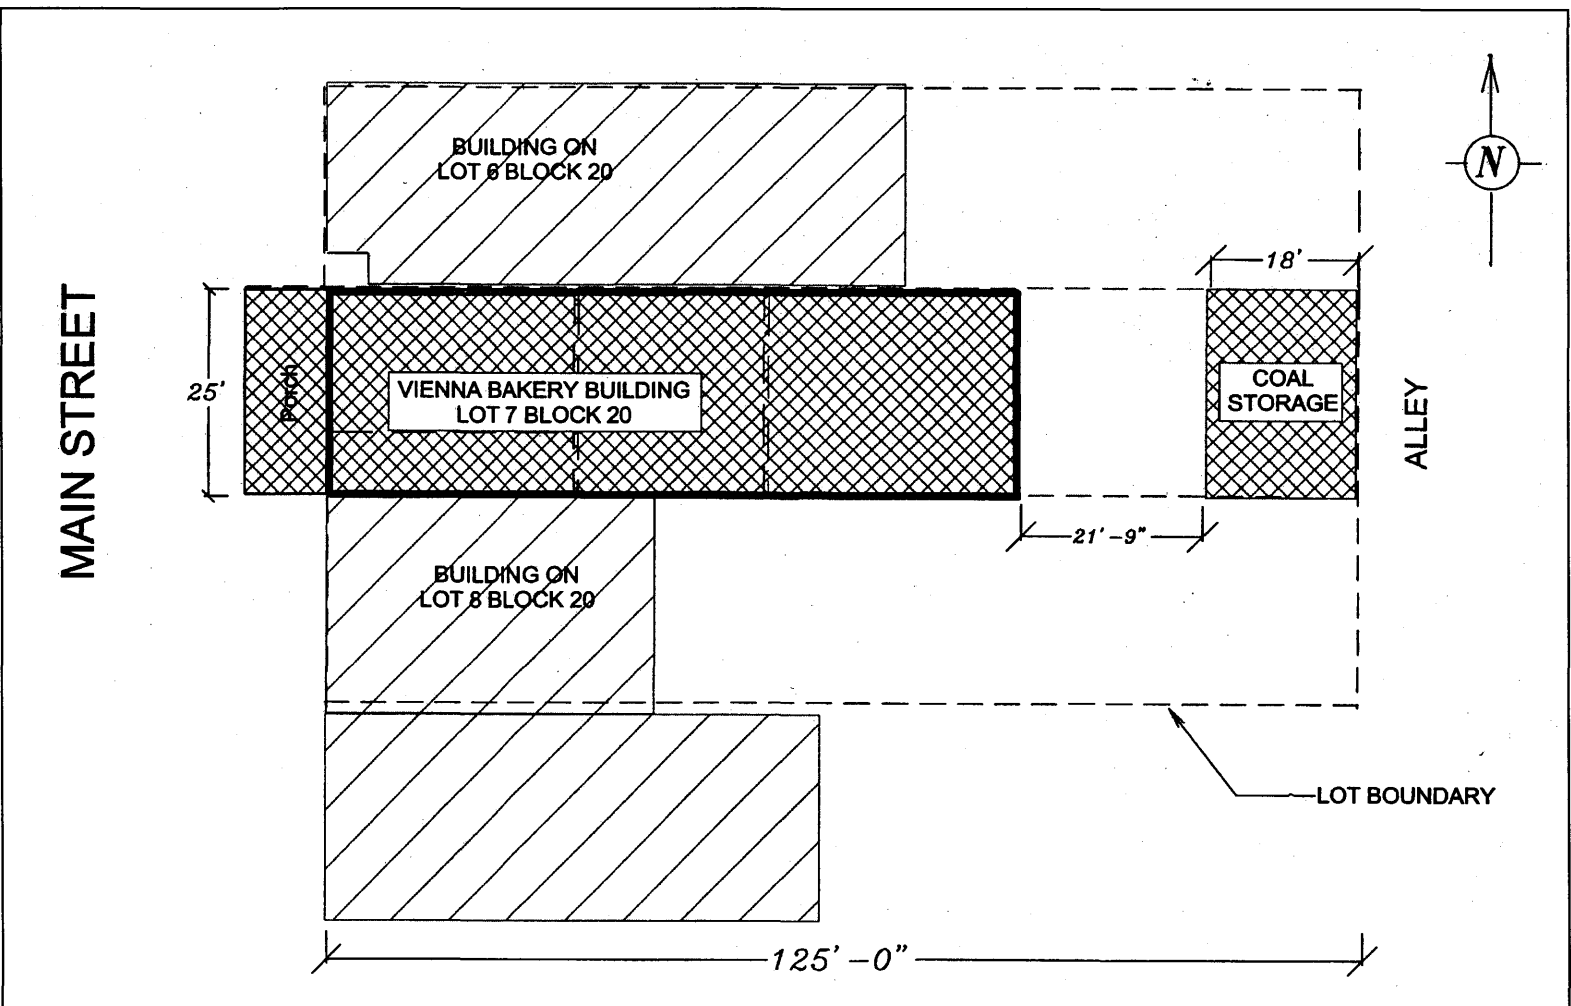 BUILDING ON
LOT 6 BLOCK 20
N
18'
MAIN STREET
25'
Porch
VIENNA BAKERY BUILDING
LOT 7 BLOCK 20
COAL
STORAGE
ALLEY
21'-9"
BUILDING ON
LOT 8 BLOCK 20
LOT BOUNDARY
125'-0"